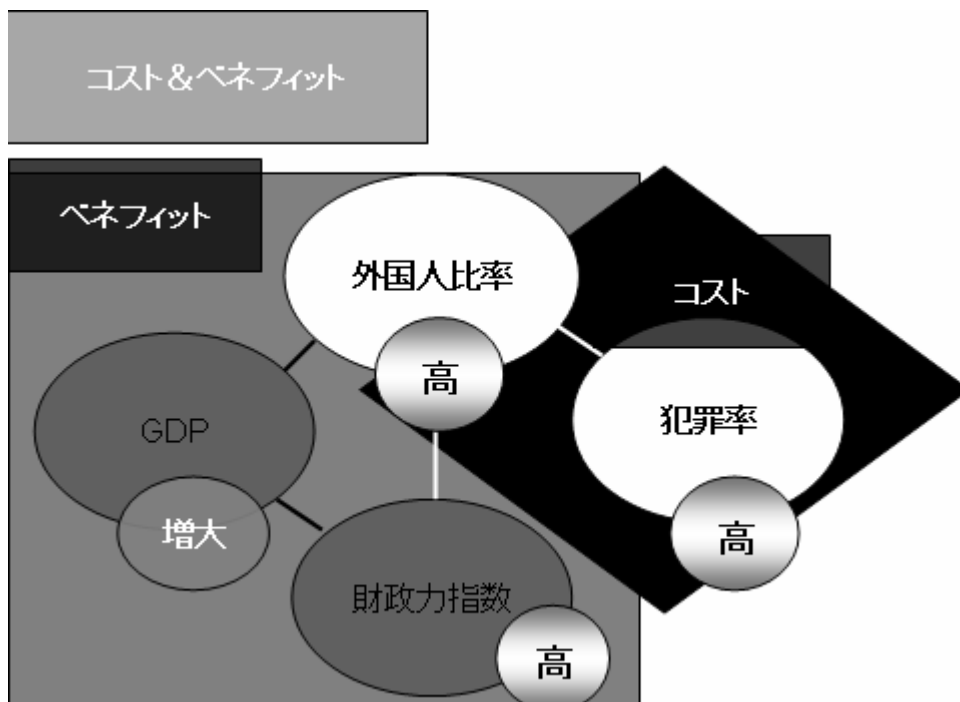 コスト＆ベネフィット
ベネフィット
外国人比率
高
コスト
GDP
増大
犯罪率
高
財政力指数
高